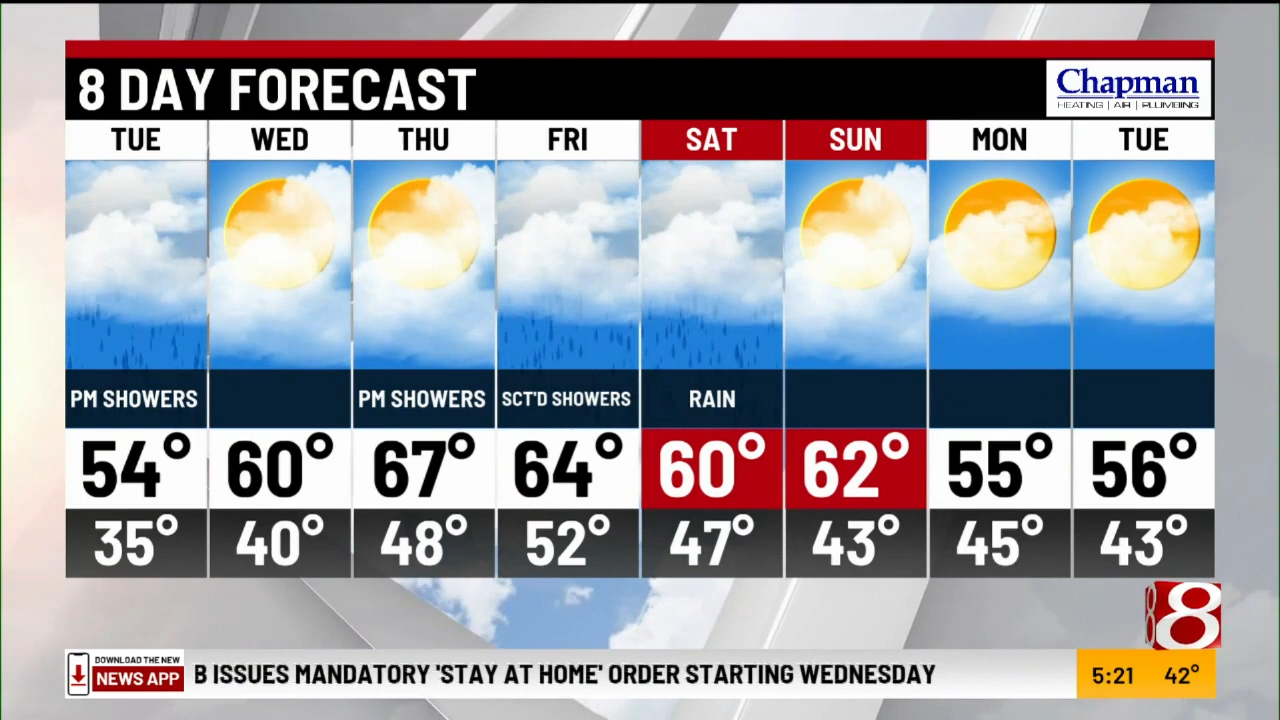 8 DAY FORECAST
Chapman
HEATING | AIR | PLUMBING
TUE WED THU FRI SAT SUN MON TUE
PM SHOWERS PM SHOWERS SCT'D SHOWERS RAIN
54° 60° 67° 64° 60° 62° 55° 56°
35° 40° 48° 52° 47° 43° 45° 43°
8 8
DOWNLOAD THE NEW
NEWS APP
B ISSUES MANDATORY 'STAY AT HOME' ORDER STARTING WEDNESDAY
5:21 42°